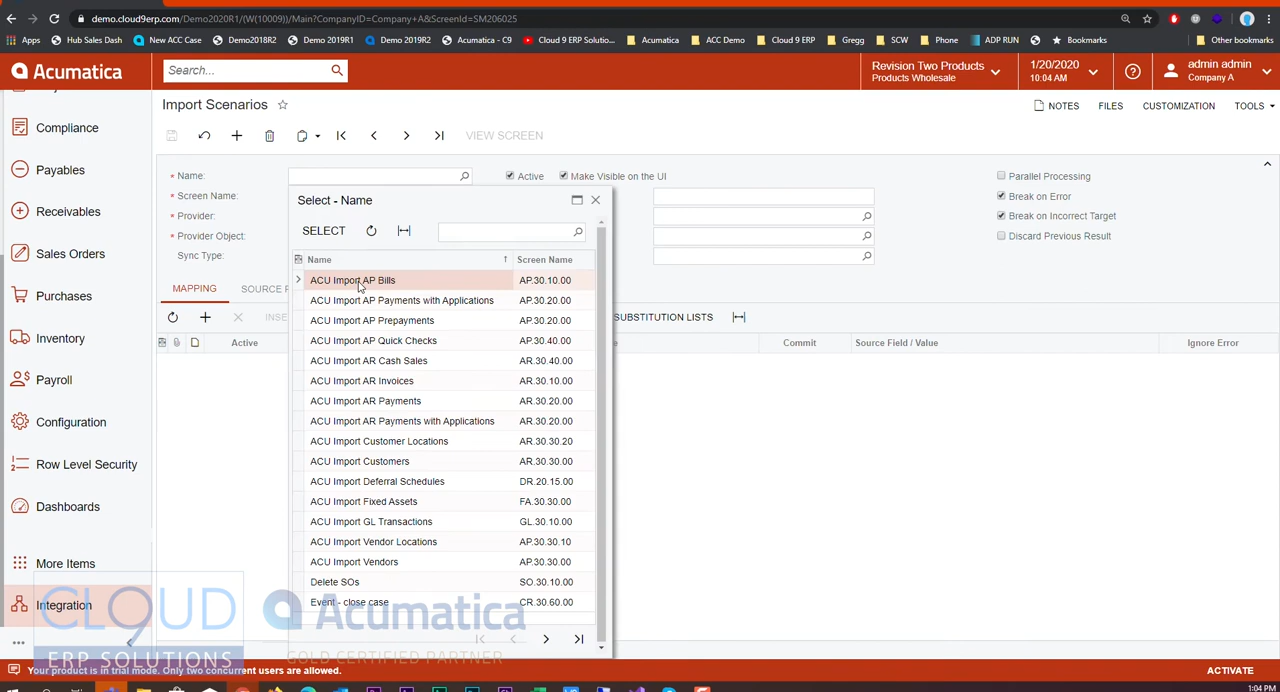 demo.cloud9erp.com/Demo2020R1/(W(10009))/Main?CompanyID=Company+A&ScreenId=SM206025
Apps Hub Sales Dash New ACC Case Demo2018R2 Demo 2019R1 Demo 2019R2 Acumatica - C9 Cloud 9 ERP Solutio... Acumatica ACC Demo Cloud 9 ERP Gregg SCW Phone ADP RUN Bookmarks Other bookmarks
Acumatica Search... Revision Two Products Products Wholesale 1/20/2020 10:04 AM admin admin Company A
Import Scenarios NOTES FILES CUSTOMIZATION TOOLS
VIEW SCREEN
Compliance
Payables
Receivables
Sales Orders
Purchases
Inventory
Payroll
Configuration
Row Level Security
Dashboards
More Items
Integration
* Name: Active Make Visible on the UI Parallel Processing
* Screen Name: Break on Error
* Provider: Break on Incorrect Target
* Provider Object: Discard Previous Result
Sync Type:
MAPPING SOURCE
SUBSTITUTION LISTS
Active Commit Source Field / Value Ignore Error
Select - Name
SELECT
Name Screen Name
ACU Import AP Bills AP.30.10.00
ACU Import AP Payments with Applications AP.30.20.00
ACU Import AP Prepayments AP.30.20.00
ACU Import AP Quick Checks AP.30.40.00
ACU Import AR Cash Sales AR.30.40.00
ACU Import AR Invoices AR.30.10.00
ACU Import AR Payments AR.30.20.00
ACU Import AR Payments with Applications AR.30.20.00
ACU Import Customer Locations AR.30.30.20
ACU Import Customers AR.30.30.00
ACU Import Deferral Schedules DR.20.15.00
ACU Import Fixed Assets FA.30.30.00
ACU Import GL Transactions GL.30.10.00
ACU Import Vendor Locations AP.30.30.10
ACU Import Vendors AP.30.30.00
Delete SOs SO.30.10.00
Event - close case CR.30.60.00
CLOUD 9
ERP SOLUTIONS
Acumatica
GOLD CERTIFIED PARTNER
Your product is in trial mode. Only two concurrent users are allowed. ACTIVATE
1:04 PM